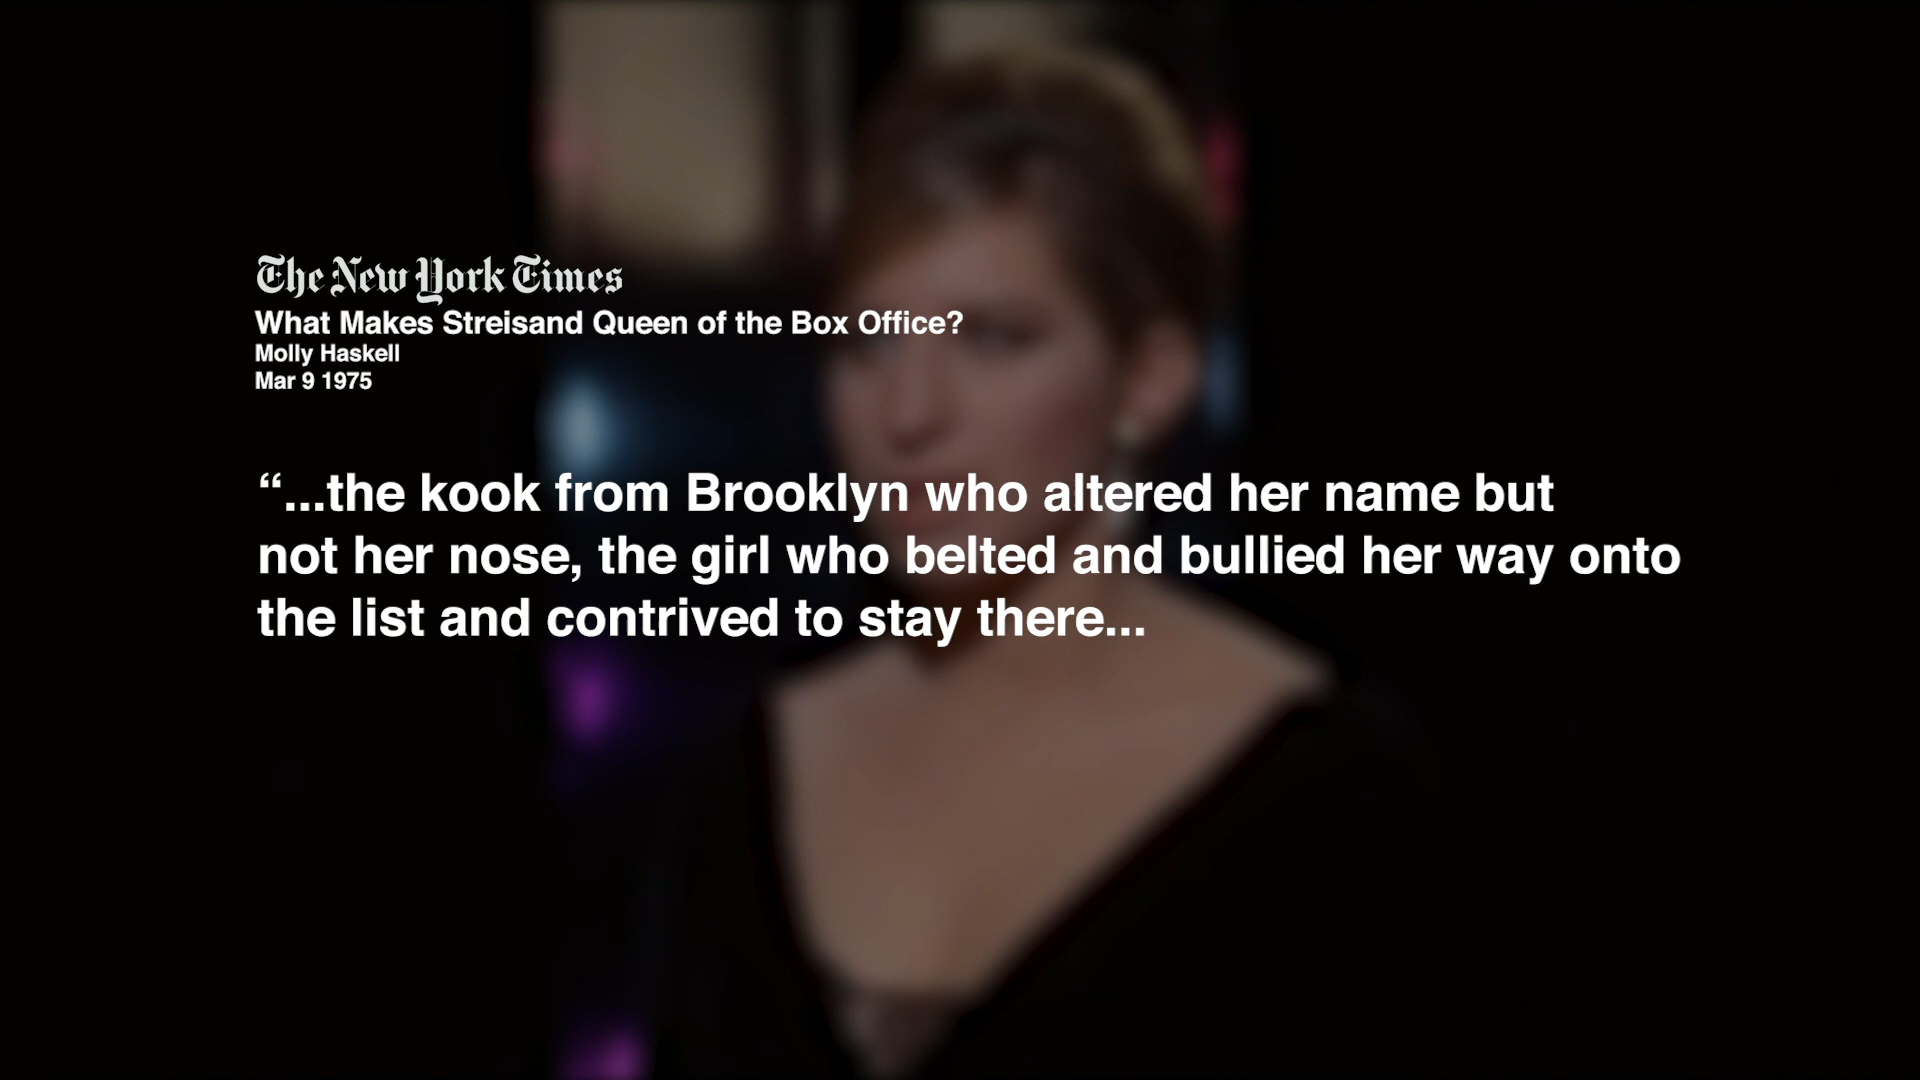 The New York Times
What Makes Streisand Queen of the Box Office?
Molly Haskell
Mar 9 1975
“...the kook from Brooklyn who altered her name but
not her nose, the girl who belted and bullied her way onto
the list and contrived to stay there...